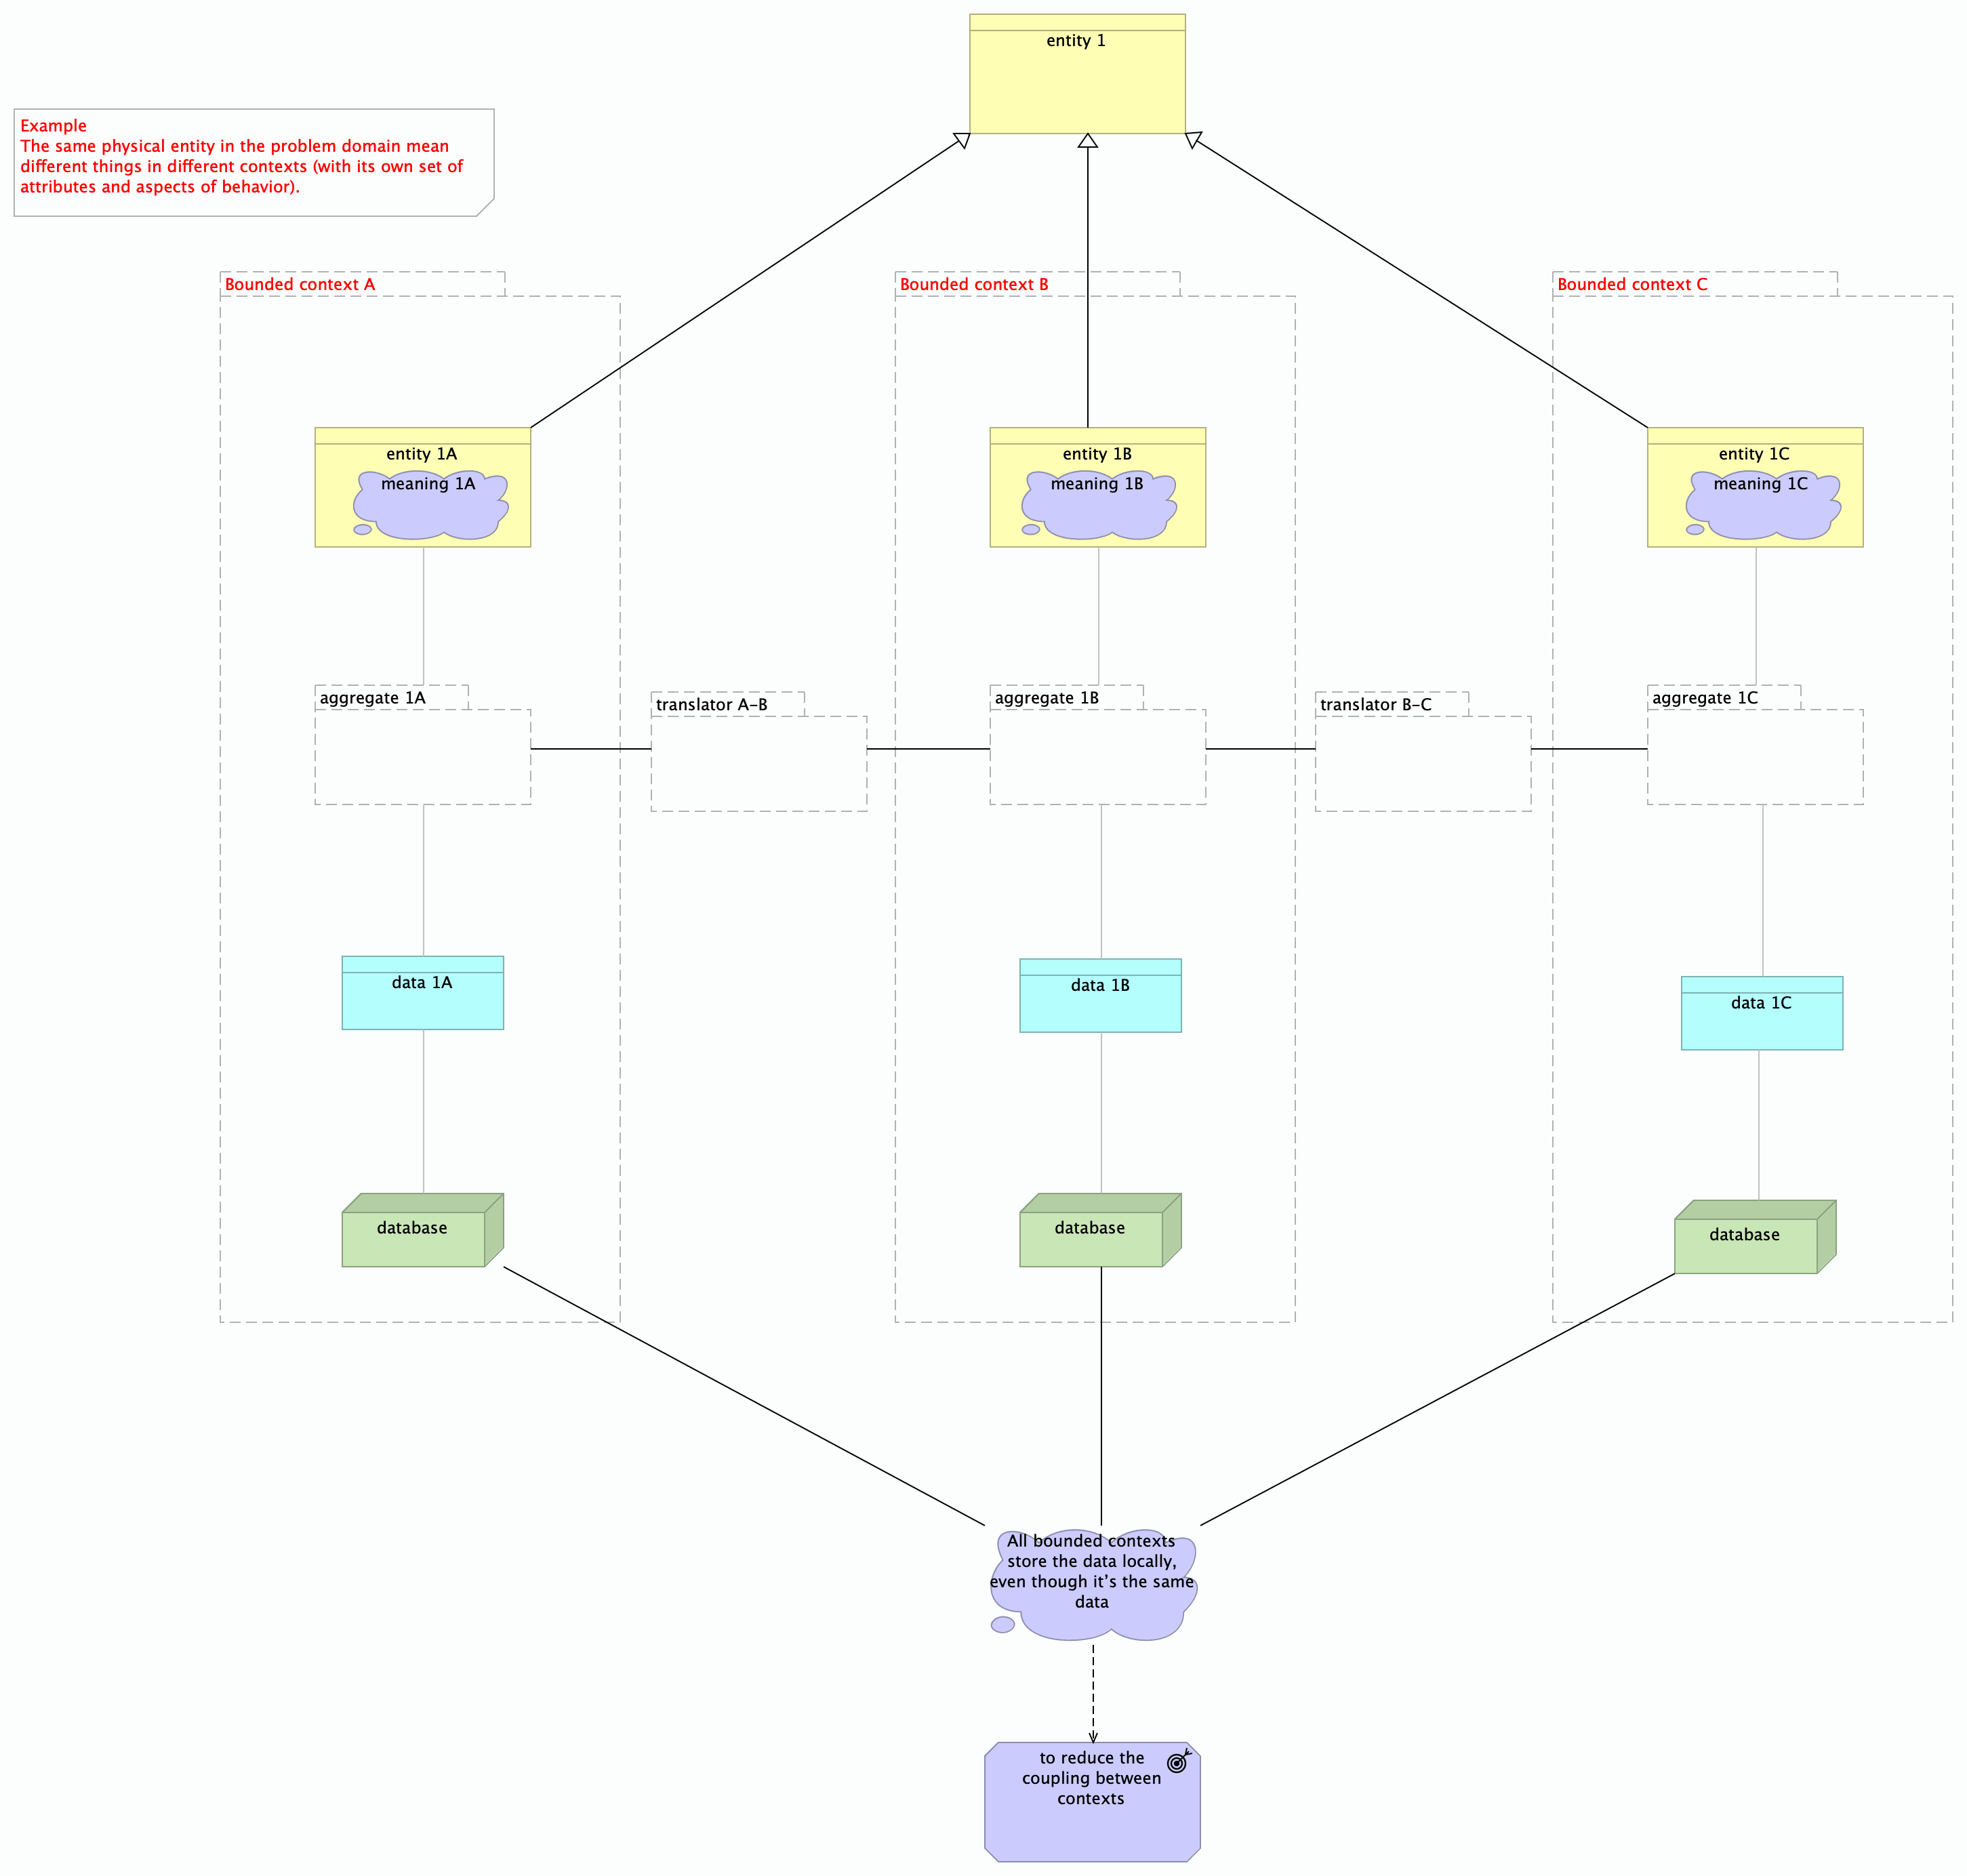 entity 1
Example
The same physical entity in the problem domain mean
different things in different contexts (with its own set of
attributes and aspects of behavior).
Bounded context A
Bounded context B
Bounded context C
entity 1A
meaning 1A
entity 1B
meaning 1B
entity 1C
meaning 1C
aggregate 1A
translator A-B
aggregate 1B
translator B-C
aggregate 1C
data 1A
data 1B
data 1C
database
database
database
All bounded contexts
store the data locally,
even though it’s the same
data
to reduce the
coupling between
contexts